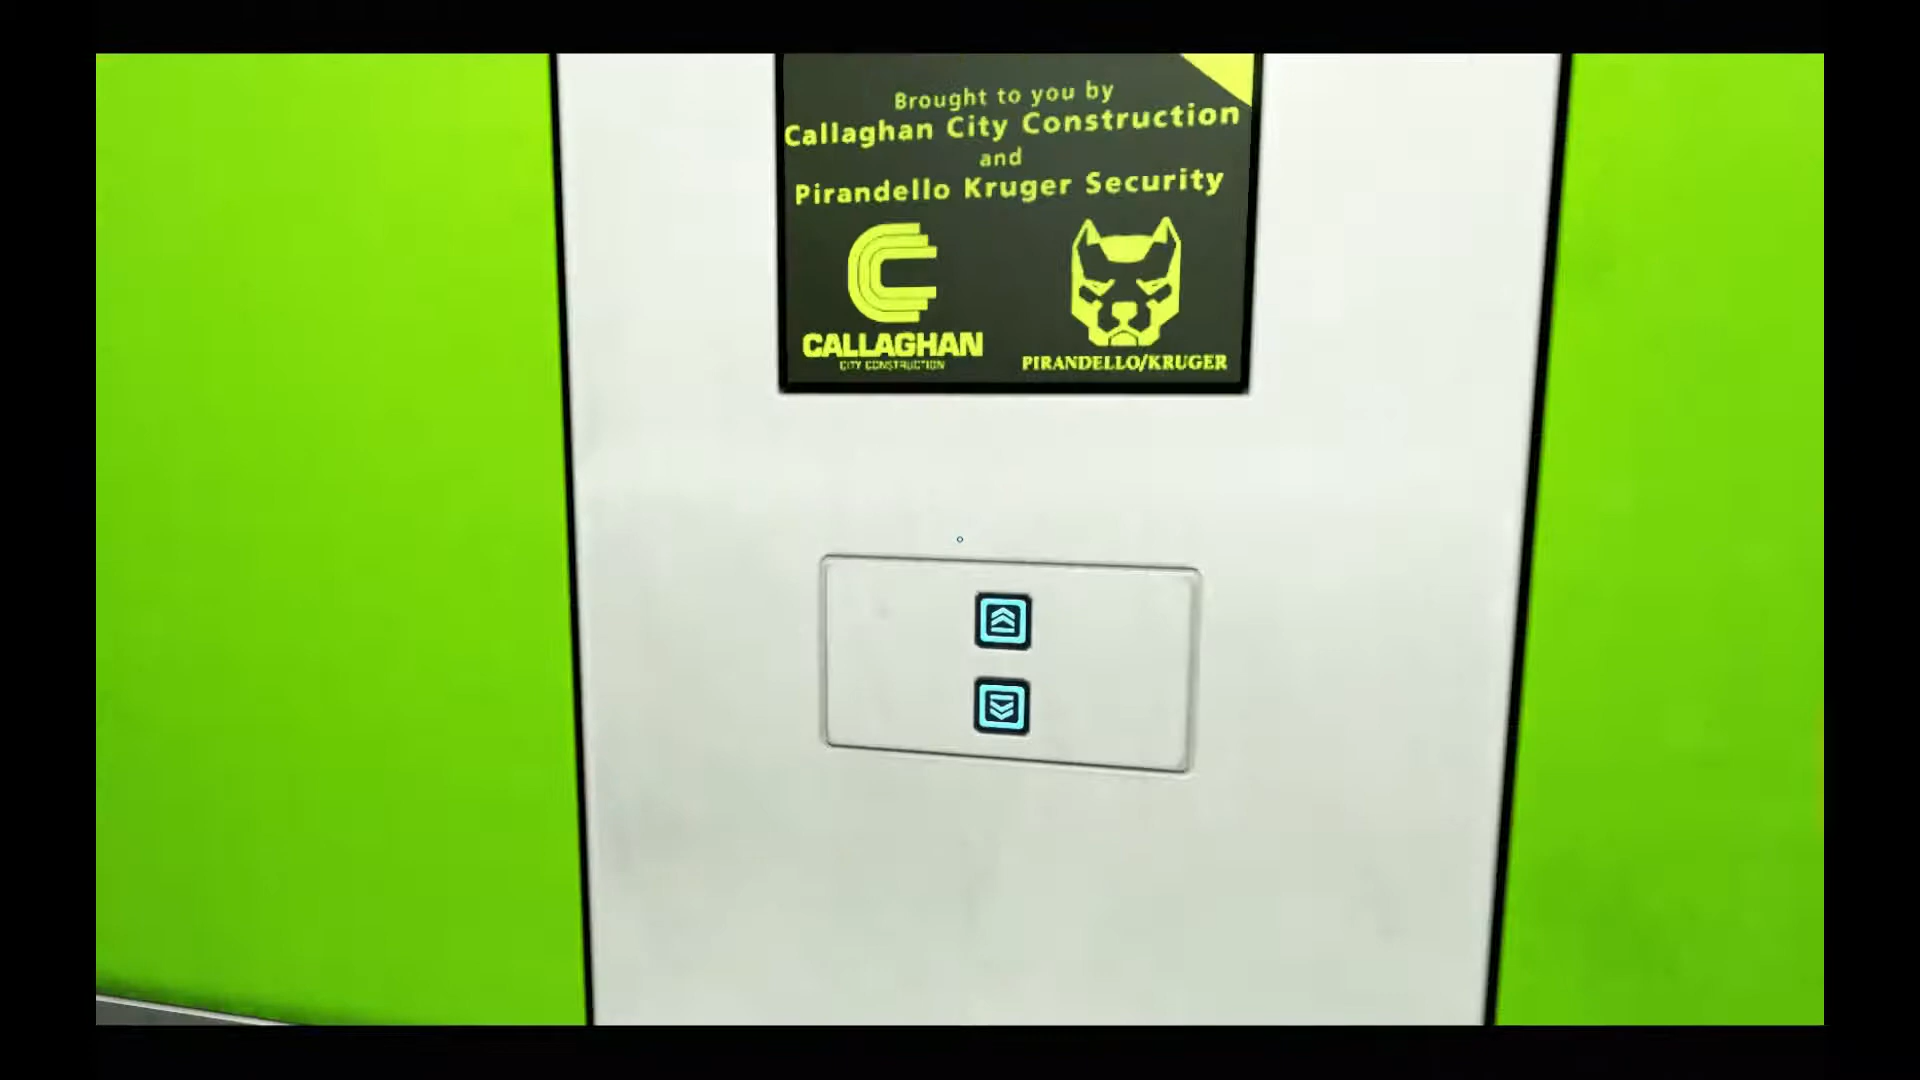 Brought to you by
Callaghan City Construction
and
Pirandello Kruger Security
CALLAGHAN
CITY CONSTRUCTION
PIRANDELLO/KRUGER